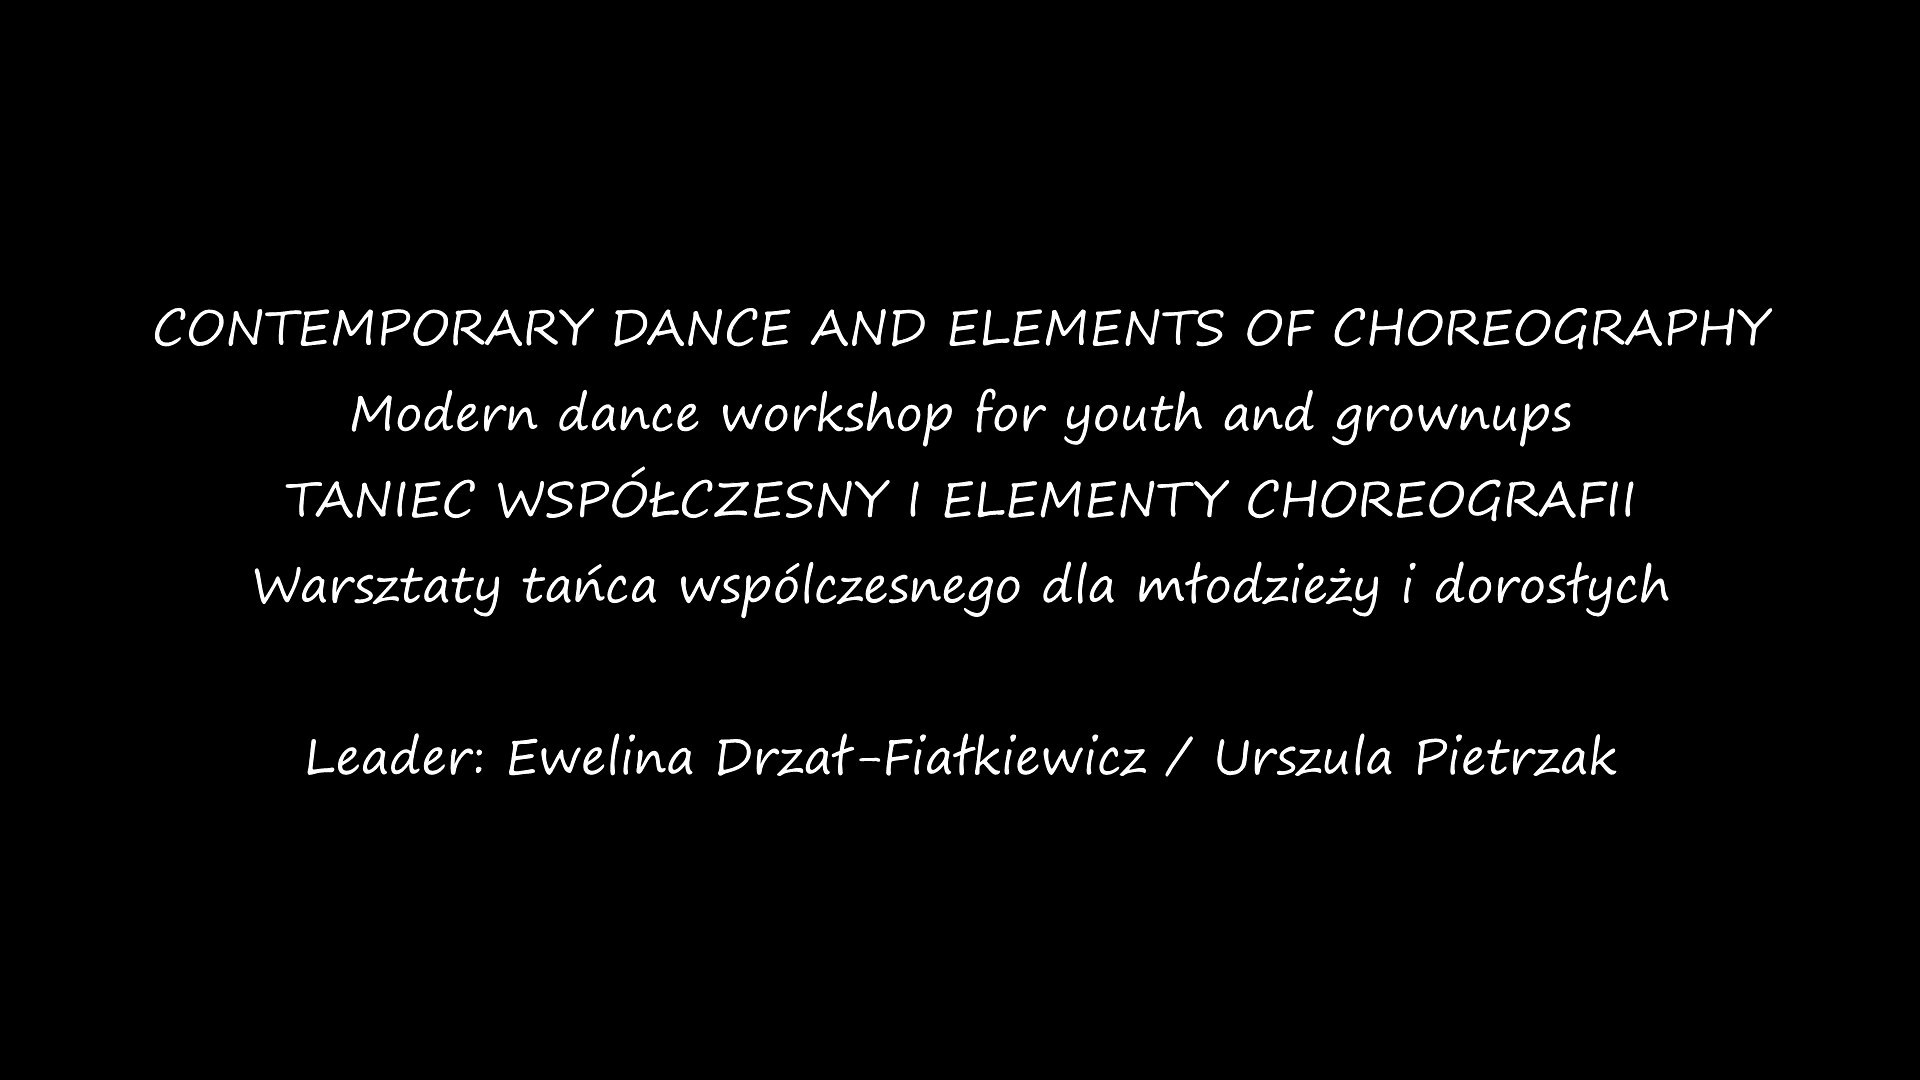 CONTEMPORARY DANCE AND ELEMENTS OF CHOREOGRAPHY
Modern dance workshop for youth and grownups
TANIEC WSPÓŁCZESNY I ELEMENTY CHOREOGRAFII
Warsztaty tańca wspólczesnego dla młodzieży i dorosłych
Leader: Ewelina Drzał-Fiałkiewicz / Urszula Pietrzak